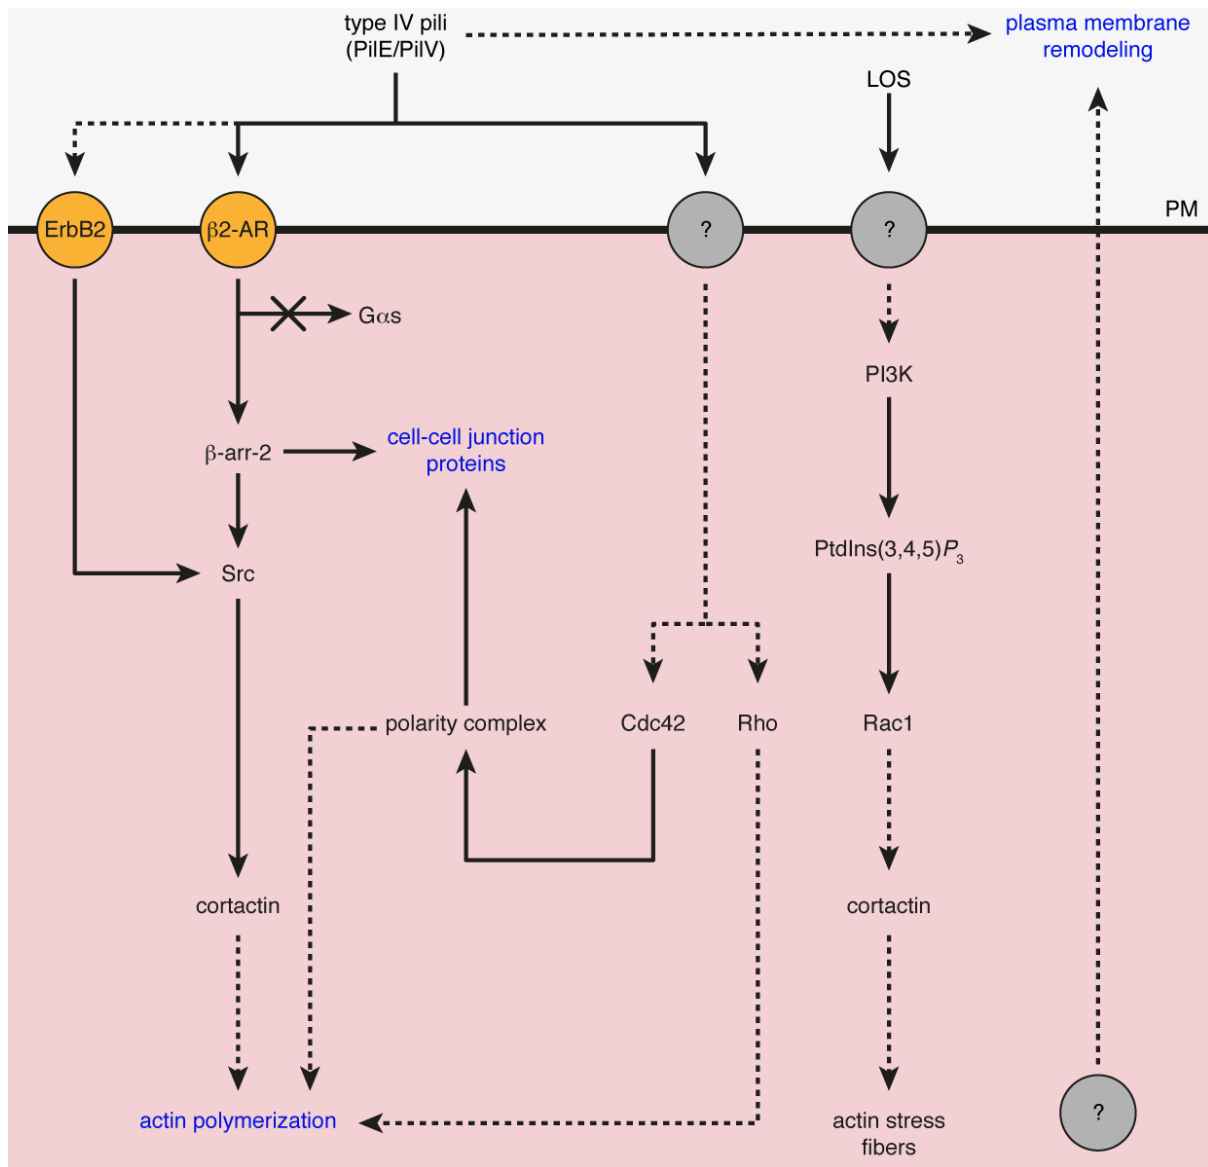 type IV pili
(PilE/PilV)
plasma membrane
remodeling
LOS
PM
ErbB2
β2-AR
?
?
Gαs
PI3K
β-arr-2
cell-cell junction
proteins
PtdIns(3,4,5)P3
Src
polarity complex
Cdc42
Rho
Rac1
cortactin
cortactin
actin polymerization
actin stress
fibers
?